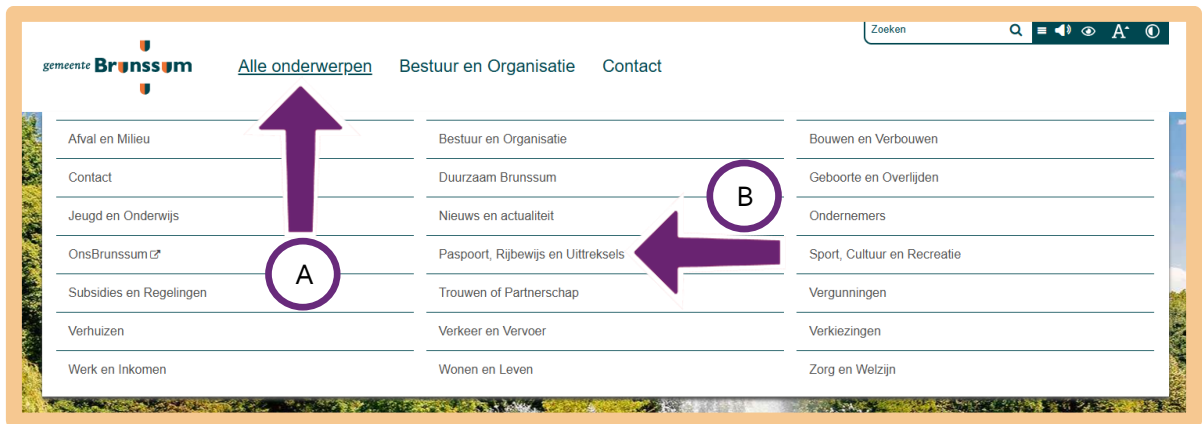 Zoeken
A
gemeente Brunssum
Alle onderwerpen
Bestuur en Organisatie
Contact
Afval en Milieu
Bestuur en Organisatie
Bouwen en Verbouwen
Contact
Duurzaam Brunssum
Geboorte en Overlijden
Jeugd en Onderwijs
Nieuws en actualiteit
B
Ondernemers
OnsBrunssum
Paspoort, Rijbewijs en Uittreksels
Sport, Cultuur en Recreatie
A
Subsidies en Regelingen
Trouwen of Partnerschap
Vergunningen
Verhuizen
Verkeer en Vervoer
Verkiezingen
Werk en Inkomen
Wonen en Leven
Zorg en Welzijn